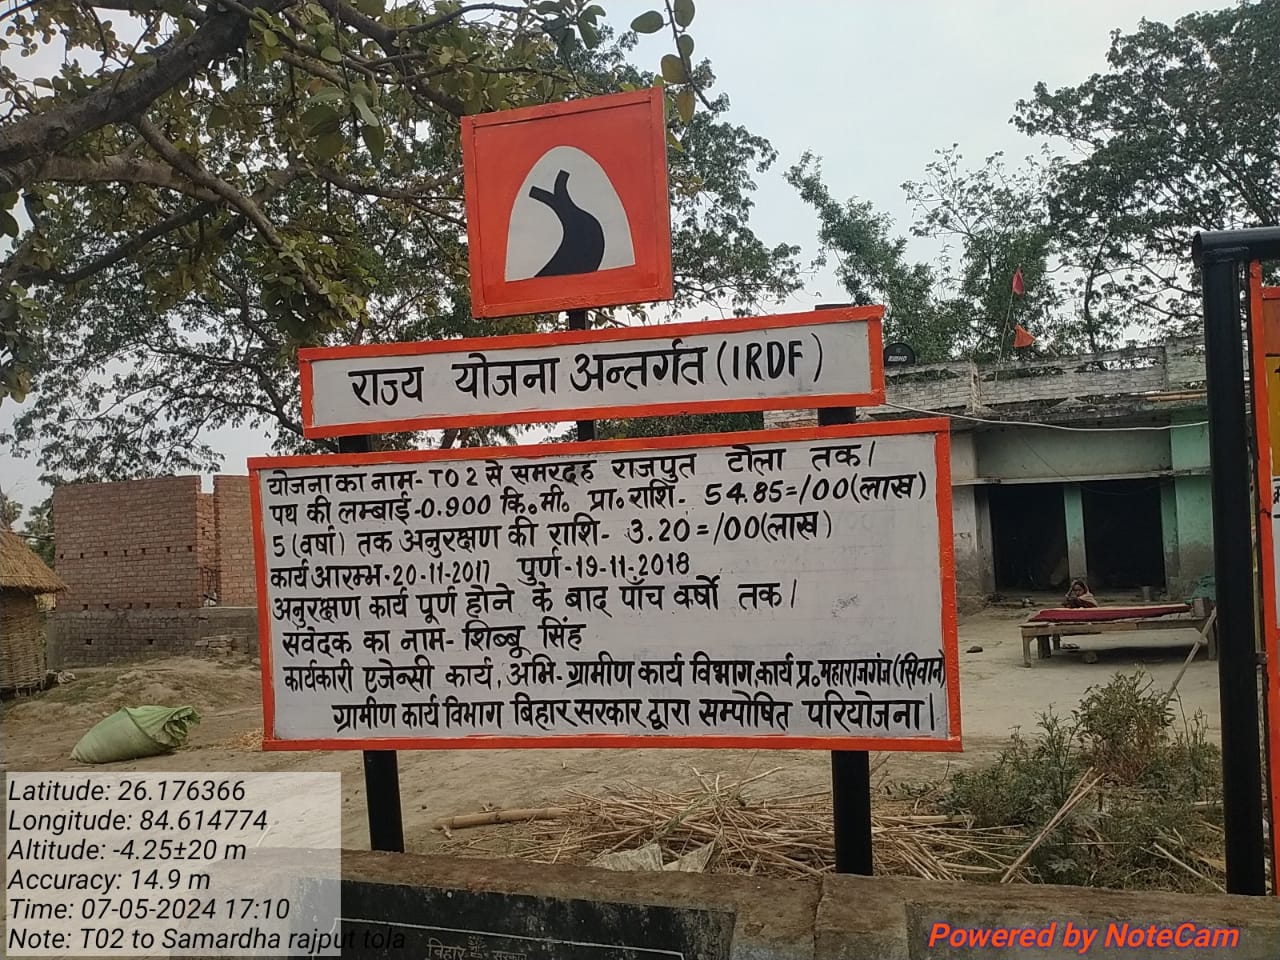 राज्य योजना अन्तर्गत (IRDF)
योजना का नाम- T02 से समरदह राजपुत टोला तक।
पथ की लम्बाई-0.900 कि.मी. प्रा.राशि- 54.85=/00(लाख)
5 (वर्षा) तक अनुरक्षण की राशि- 3.20=/00(लाख)
कार्य आरम्भ-20-11-2017 पुर्ण-19-11-2018
अनुरक्षण कार्य पूर्ण होने के बाद पाँच वर्षो तक।
संवेदक का नाम- शिब्बू सिंह
कार्यकारी एजेन्सी कार्य, अभि-ग्रामीण कार्य विभाग,कार्य प्र.महाराजगंज(सिवान)
ग्रामीण कार्य विभाग बिहार सरकार द्वारा सम्पोषित परियोजना।
बिहार सरकार
Latitude: 26.176366
Longitude: 84.614774
Altitude: -4.25±20 m
Accuracy: 14.9 m
Time: 07-05-2024 17:10
Note: T02 to Samardha rajput tola
Powered by NoteCam